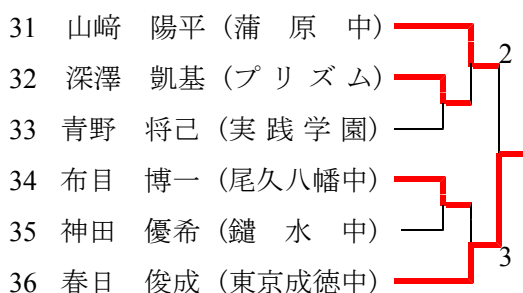 31 山﨑 陽平 (蒲 原 中)
32 深澤 凱基 (プ リ ズ ム)
33 青野 将己 (実 践 学 園)
34 布目 博一 (尾久八幡中)
35 神田 優希 (鑓 水 中)
36 春日 俊成 (東京成徳中)
2
3